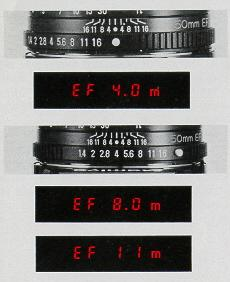 16 11 8 4 4 8 11 16
50mm EF
1.4 2 2.8 4 5.6 8 11 16
EF 4.0 m
16 11 8 4 4 8 11 16
50mm EF
1.4 2 2.8 4 5.6 8 11 16
EF 8.0 m
EF 11 m